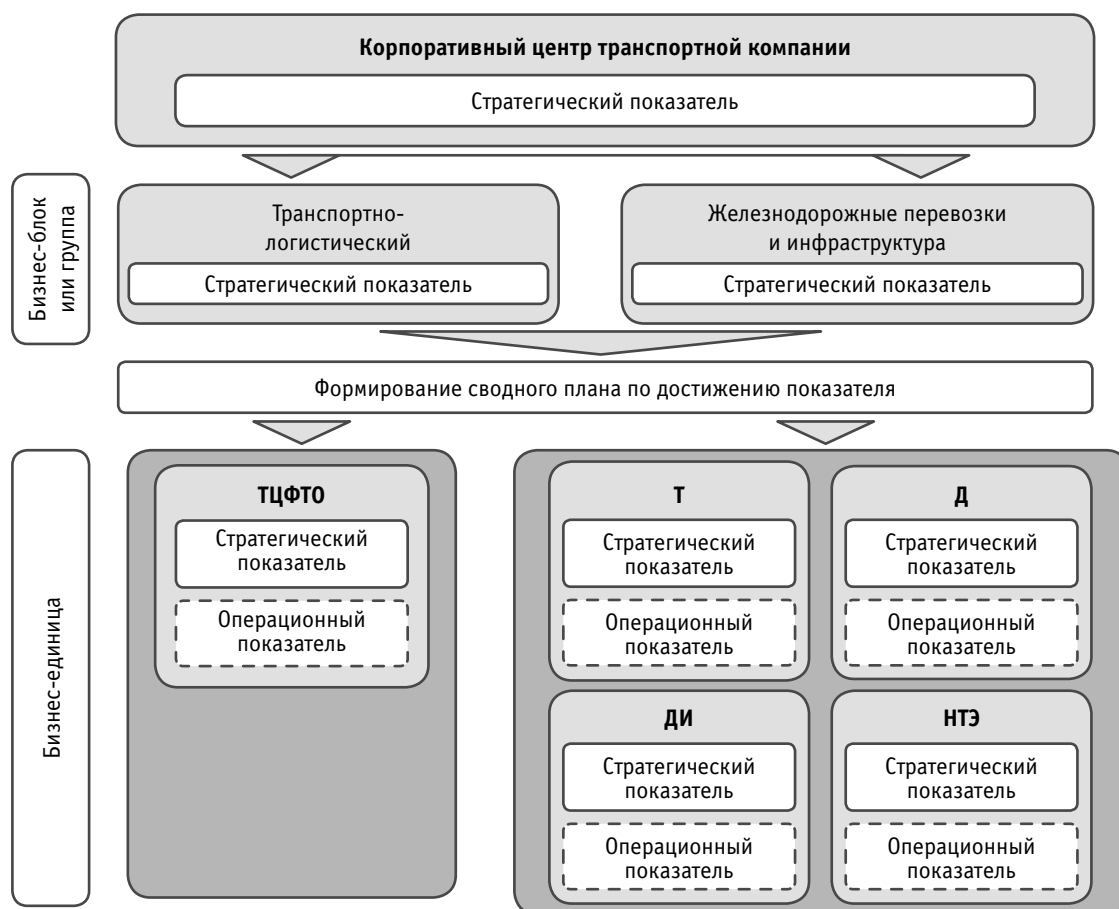 Корпоративный центр транспортной компании
Стратегический показатель
Бизнес-блок
или группа
Транспортно-
логистический
Стратегический показатель
Железнодорожные перевозки
и инфраструктура
Стратегический показатель
Формирование сводного плана по достижению показателя
Бизнес-единица
ТЦФТО
Стратегический
показатель
Операционный
показатель
Т
Стратегический
показатель
Операционный
показатель
Д
Стратегический
показатель
Операционный
показатель
ДИ
Стратегический
показатель
Операционный
показатель
НТЭ
Стратегический
показатель
Операционный
показатель